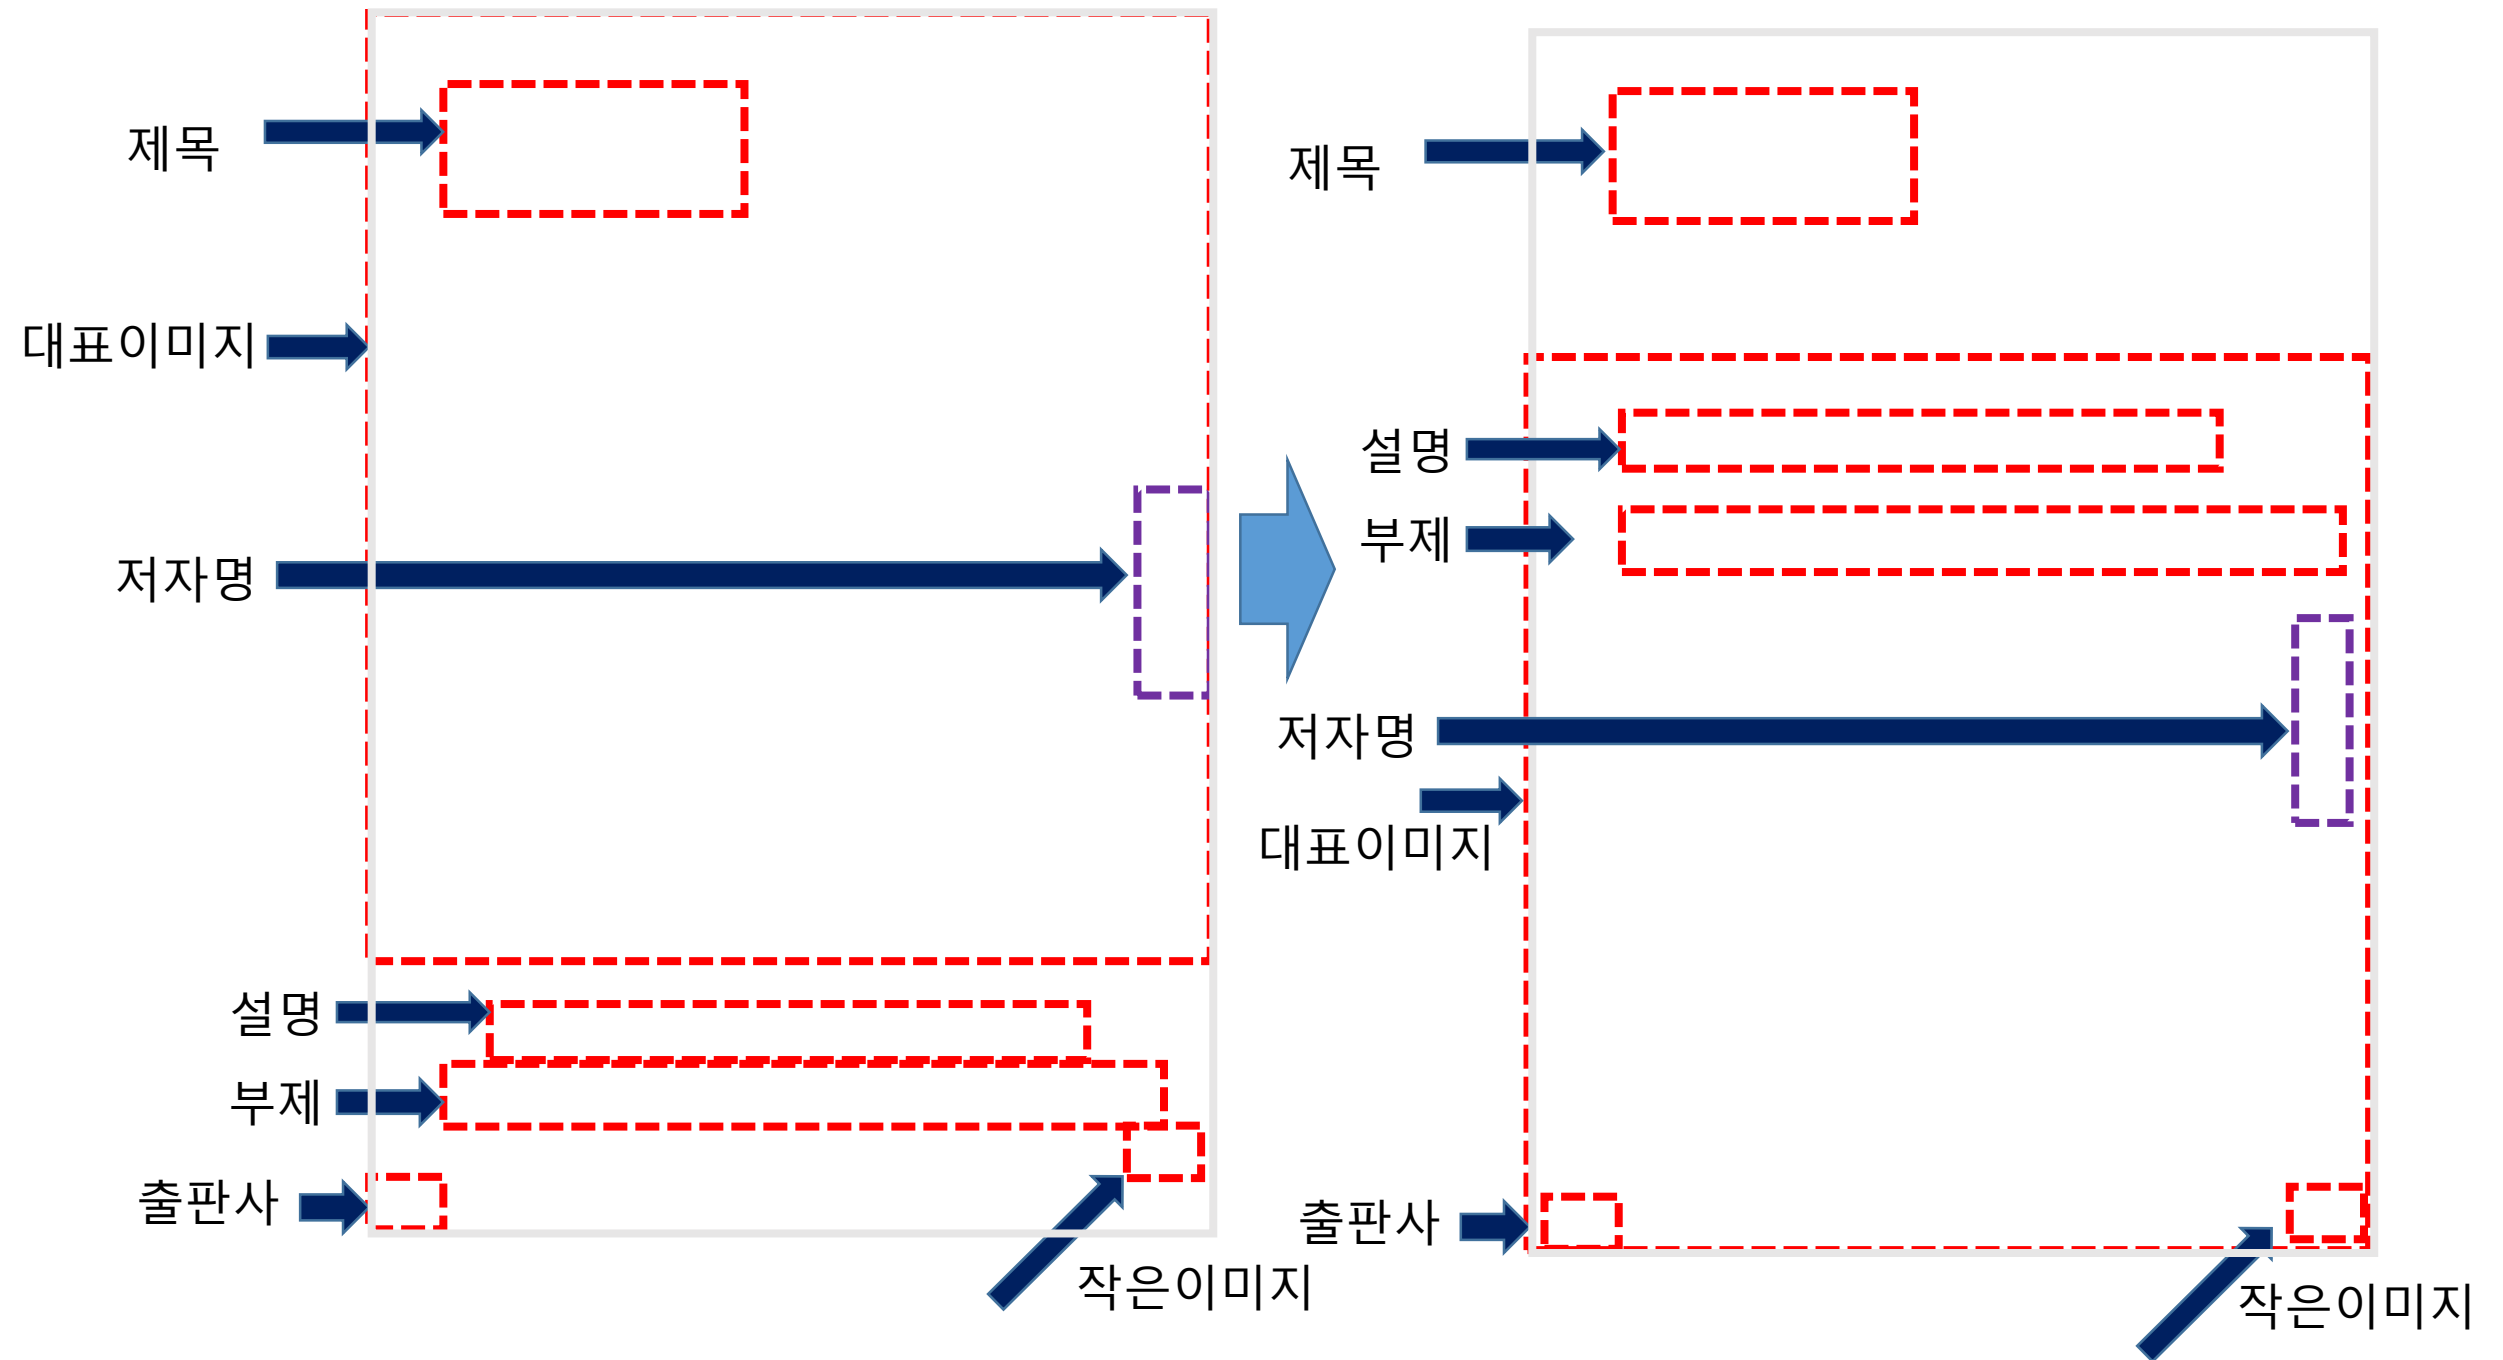 제목
대표이미지
저자명
설명
부제
출판사
작은이미지
제목
설명
부제
저자명
대표이미지
출판사
작은이미지